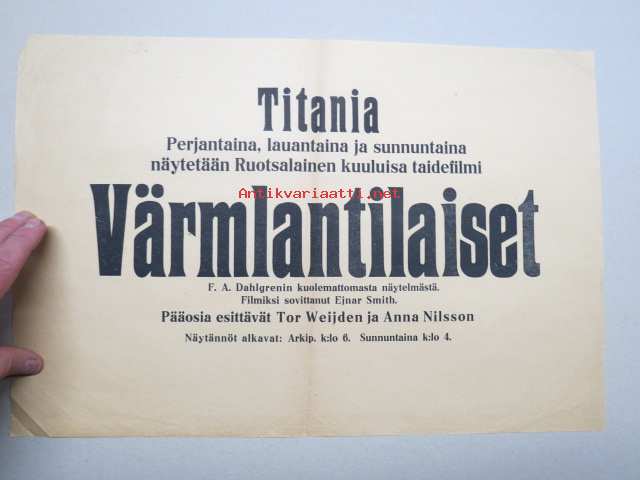 Titania
Perjantaina, lauantaina ja sunnuntaina
näytetään Ruotsalainen kuuluisa taidefilmi
Antikvariaatti.net
Värmlantilaiset
F. A. Dahlgrenin kuolemattomasta näytelmästä.
Filmiksi sovittanut Ejnar Smith.
Pääosia esittävät Tor Weijden ja Anna Nilsson
Näytännöt alkavat: Arkip. k:lo 6. Sunnuntaina k:lo 4.